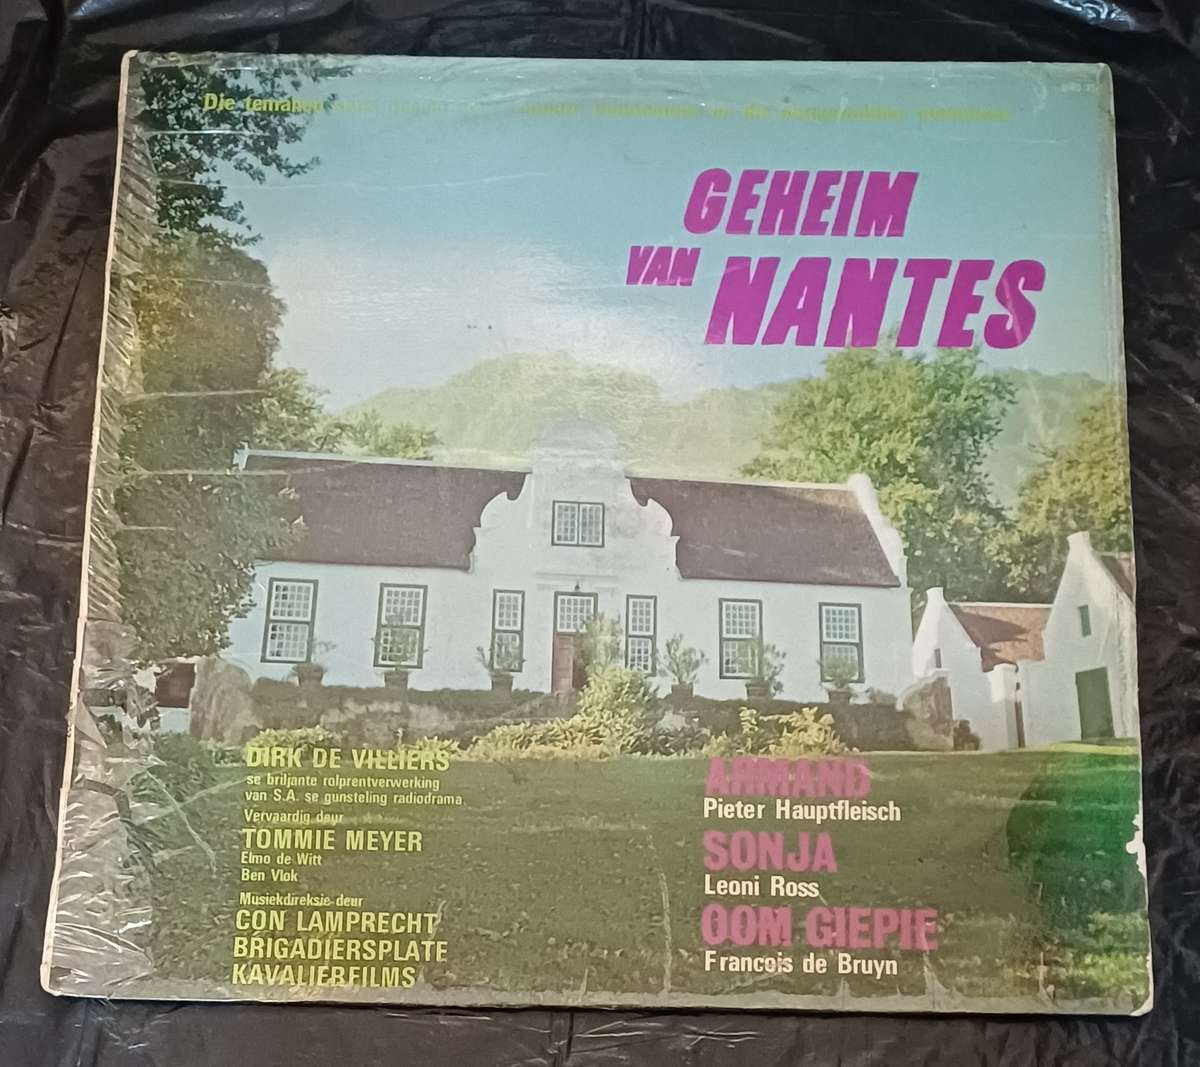 Die temah
GEHEIM
VAN NANTES
DIRK DE VILLIERS
se briljante rolprentverwerking
van S.A. se gunsteling radiodrama
Vervaardig deur
TOMMIE MEYER
Elmo de Witt
Ben Vlok
Musiekdireksie deur
CON LAMPRECHT
BRIGADIERSPLATE
KAVALIERFILMS
ARMAND
Pieter Hauptfleisch
SONJA
Leoni Ross
OOM GIEPIE
Francois de Bruyn